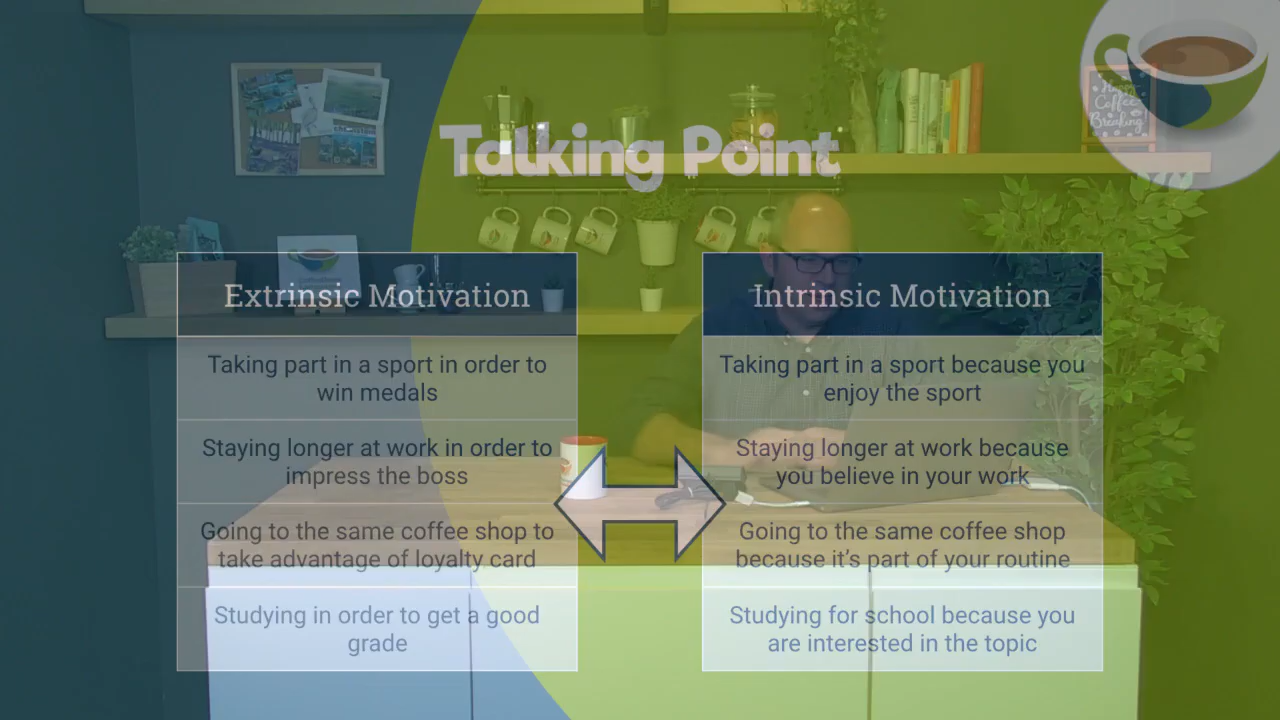 Talking Point
Happy
Coffee
Breaking
Extrinsic Motivation
Taking part in a sport in order to
win medals
Staying longer at work in order to
impress the boss
Going to the same coffee shop to
take advantage of loyalty card
Studying in order to get a good
grade
Intrinsic Motivation
Taking part in a sport because you
enjoy the sport
Staying longer at work because
you believe in your work
Going to the same coffee shop
because it’s part of your routine
Studying for school because you
are interested in the topic